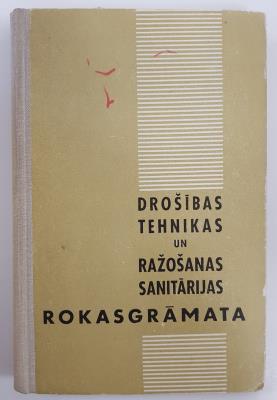 DROŠĪBAS
TEHNIKAS
UN
RAŽOŠANAS
SANITĀRIJAS
ROKASGRĀMATA